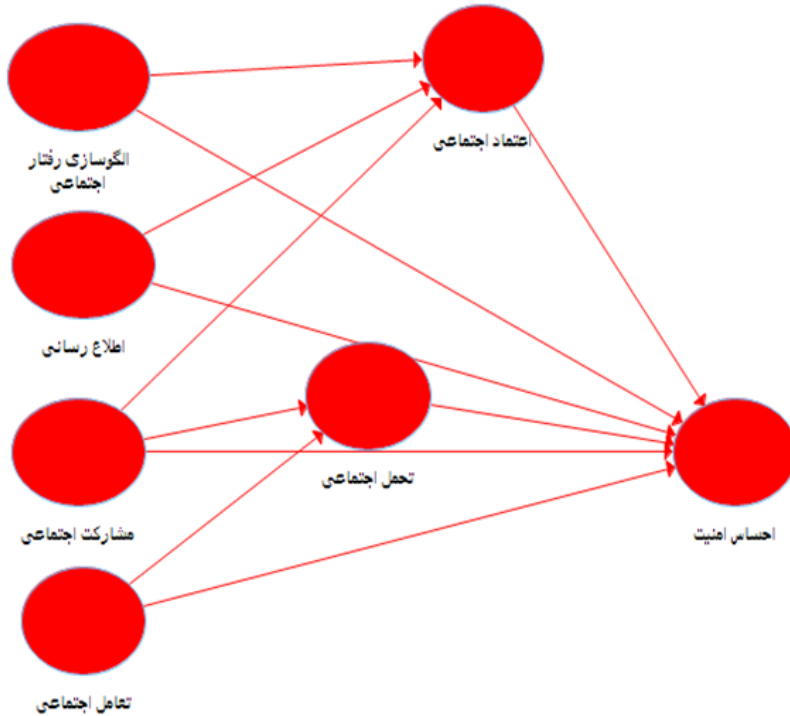 اعتماد اجتماعی
الگوسازی رفتار
اجتماعی
اطلاع رسانی
تحمل اجتماعی
مشارکت اجتماعی
احساس امنیت
تعامل اجتماعی